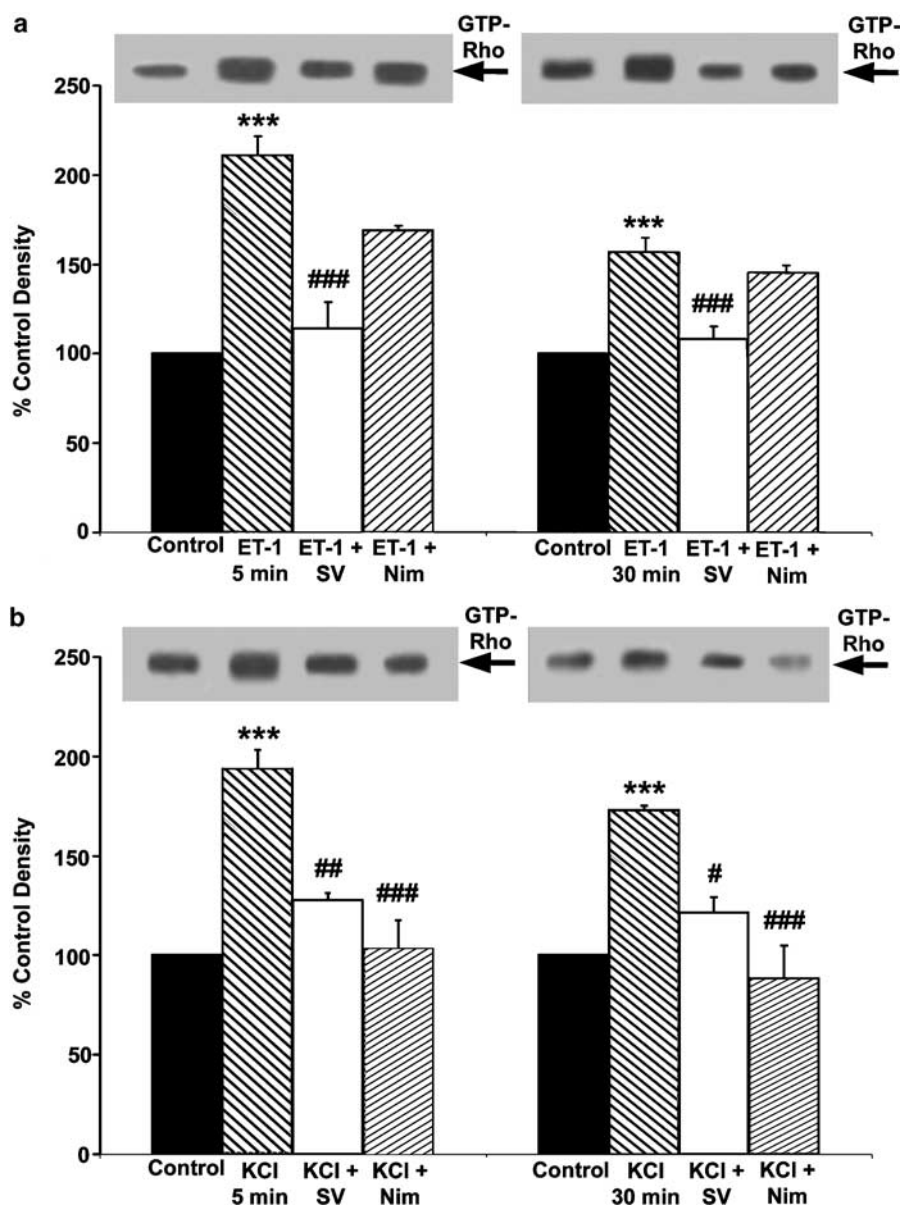 a
GTP-
Rho
GTP-
Rho
250
200
150
100
50
0
% Control Density
***
###
***
###
Control ET-1 ET-1 + ET-1 +
5 min SV Nim
Control ET-1 ET-1 + ET-1 +
30 min SV Nim
b
GTP-
Rho
GTP-
Rho
250
200
150
100
50
0
% Control Density
***
##
###
***
#
###
Control KCl KCl + KCl +
5 min SV Nim
Control KCl KCl + KCl +
30 min SV Nim